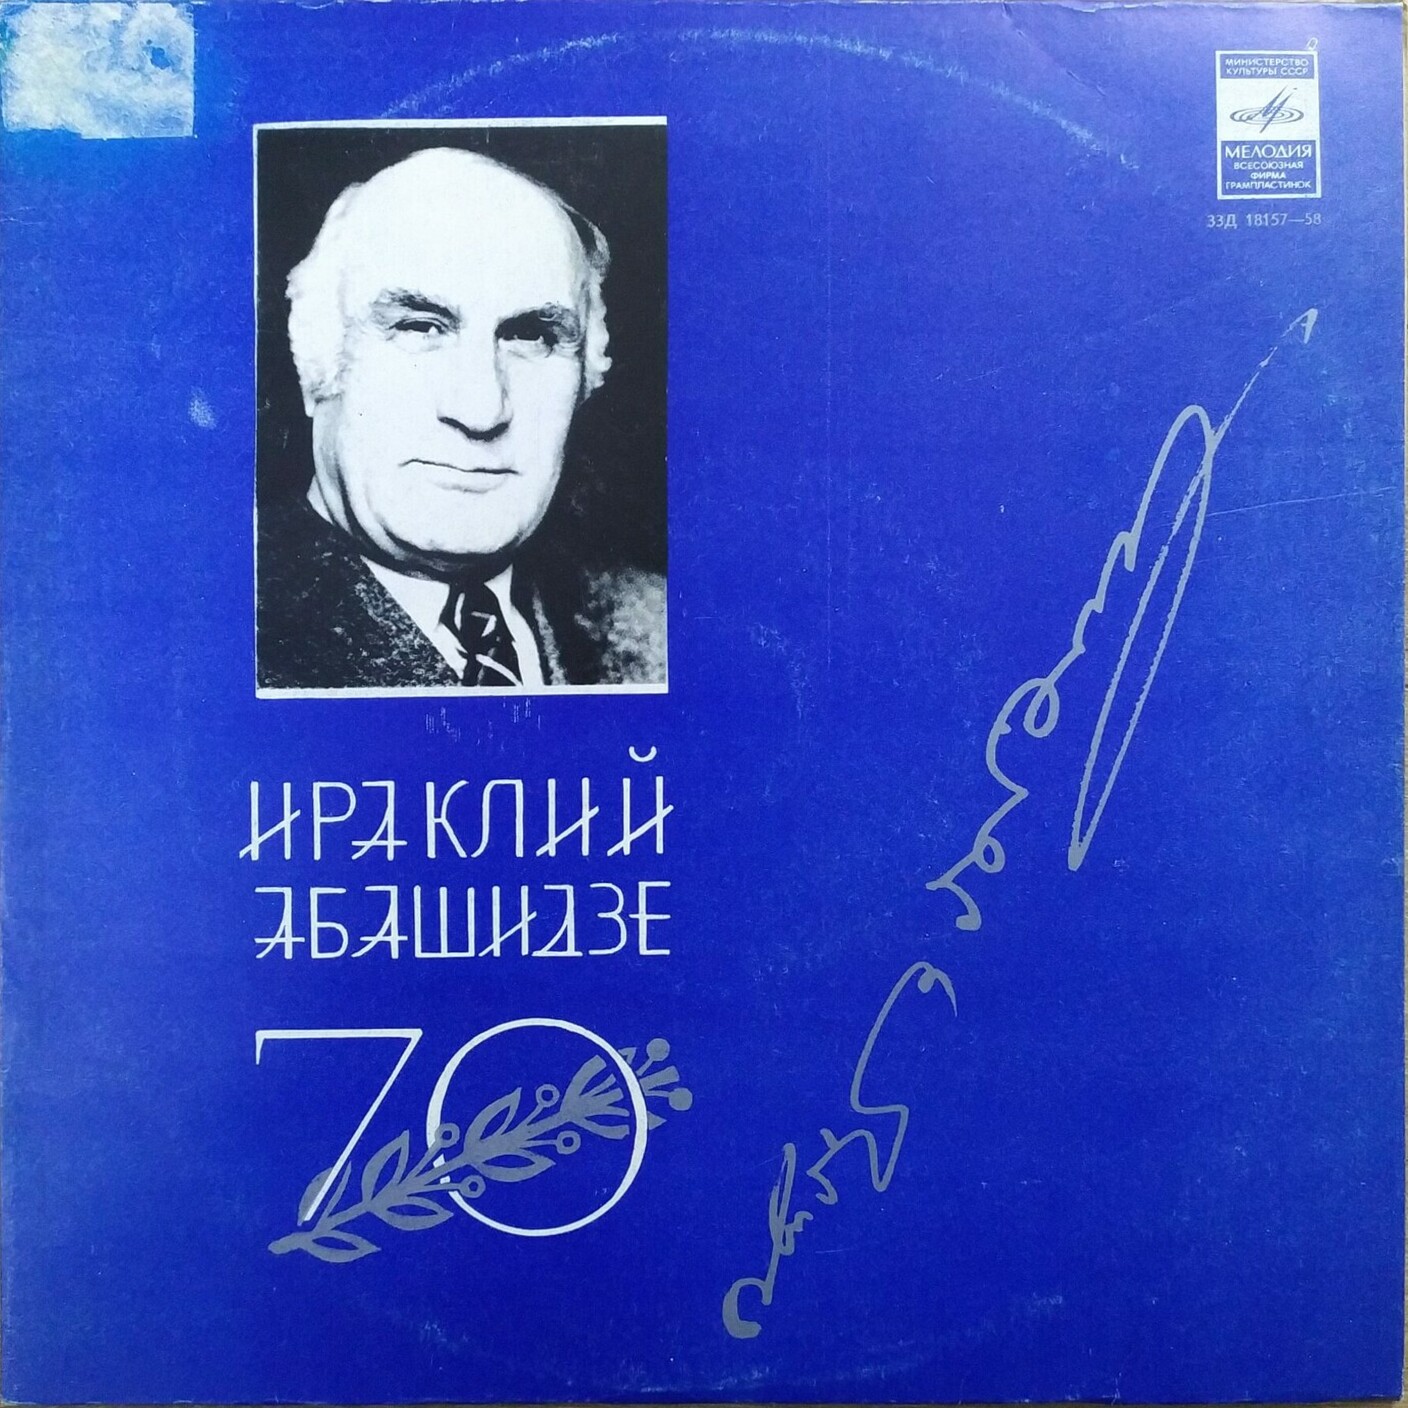 МИНИСТЕРСТВО
КУЛЬТУРЫ СССР
МЕЛОДИЯ
ВСЕСОЮЗНАЯ
ФИРМА
ГРАМПЛАСТИНОК
33Д 18157—58
ИРАКЛИЙ
АБАШИДЗЕ
70